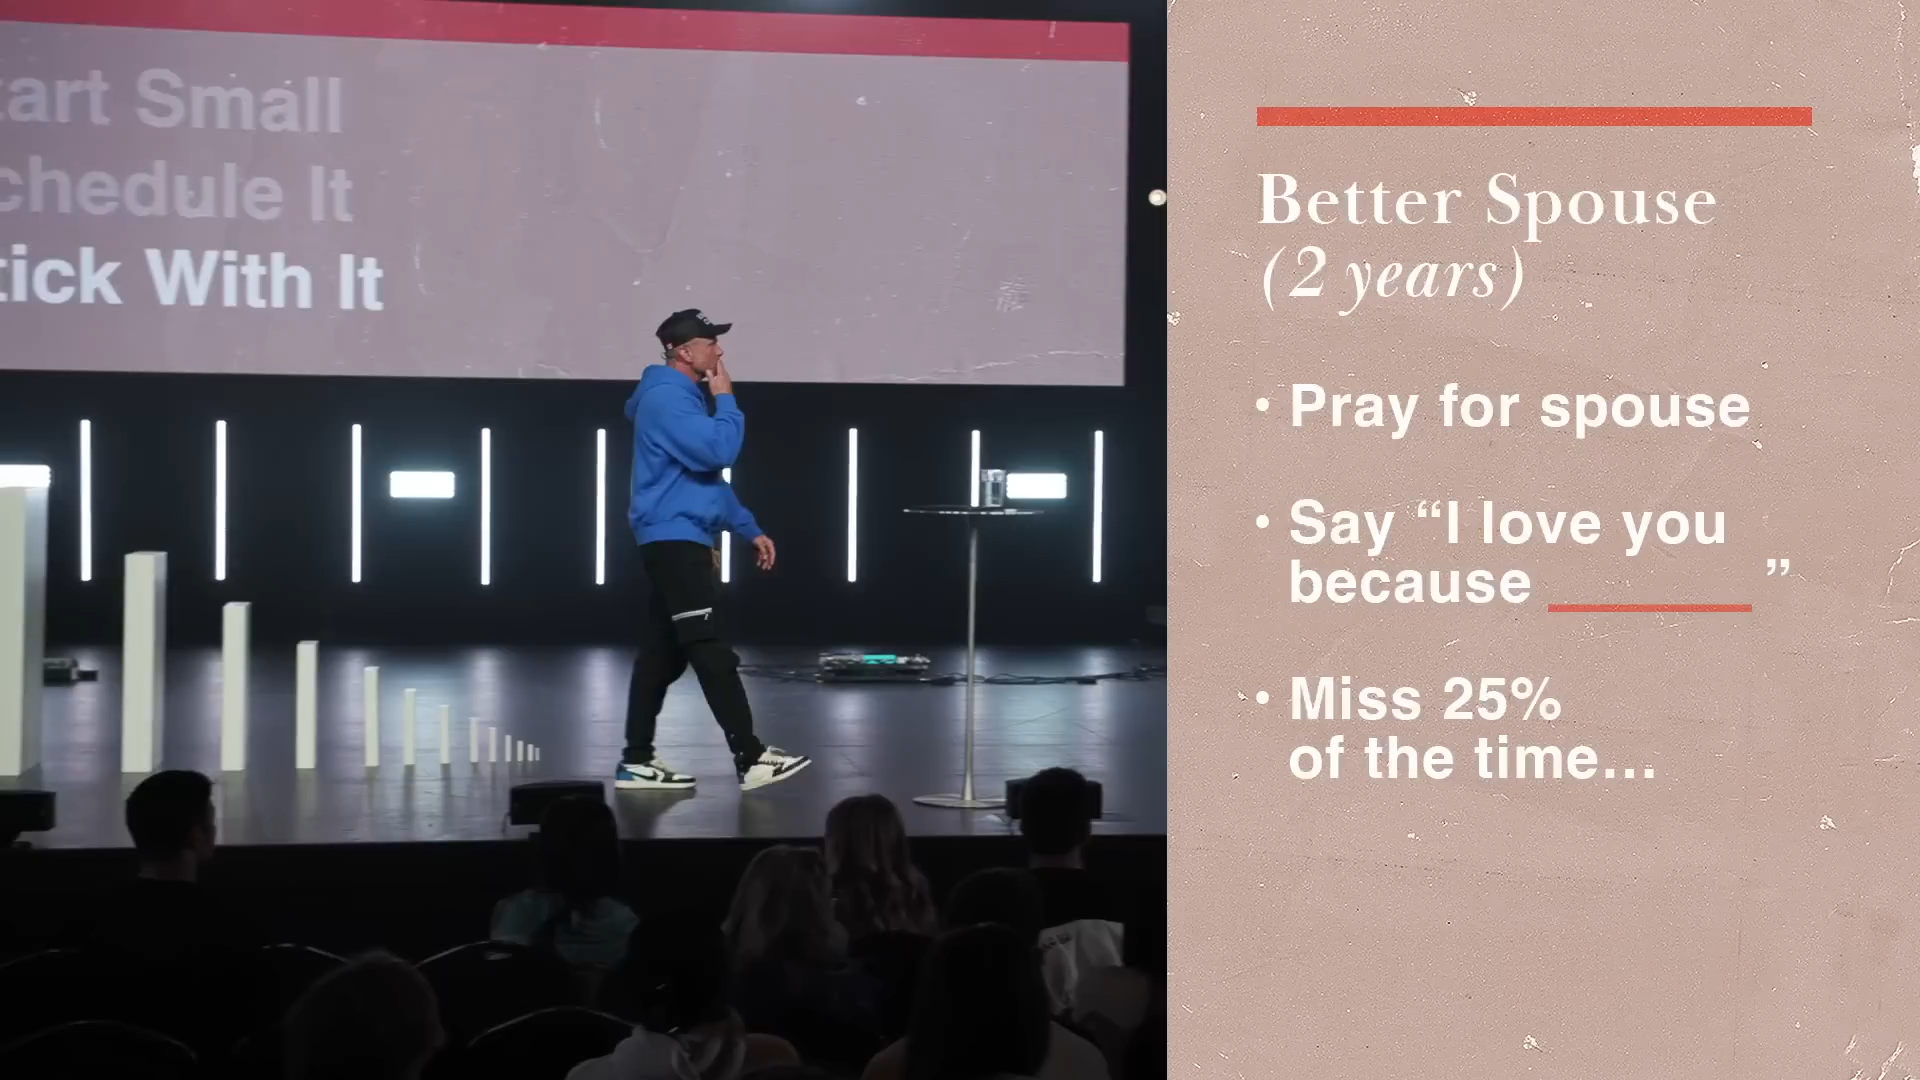 tart Small
chedule It
tick With It
Better Spouse
(2 years)
• Pray for spouse
• Say “I love you
because ______ ”
• Miss 25%
of the time...